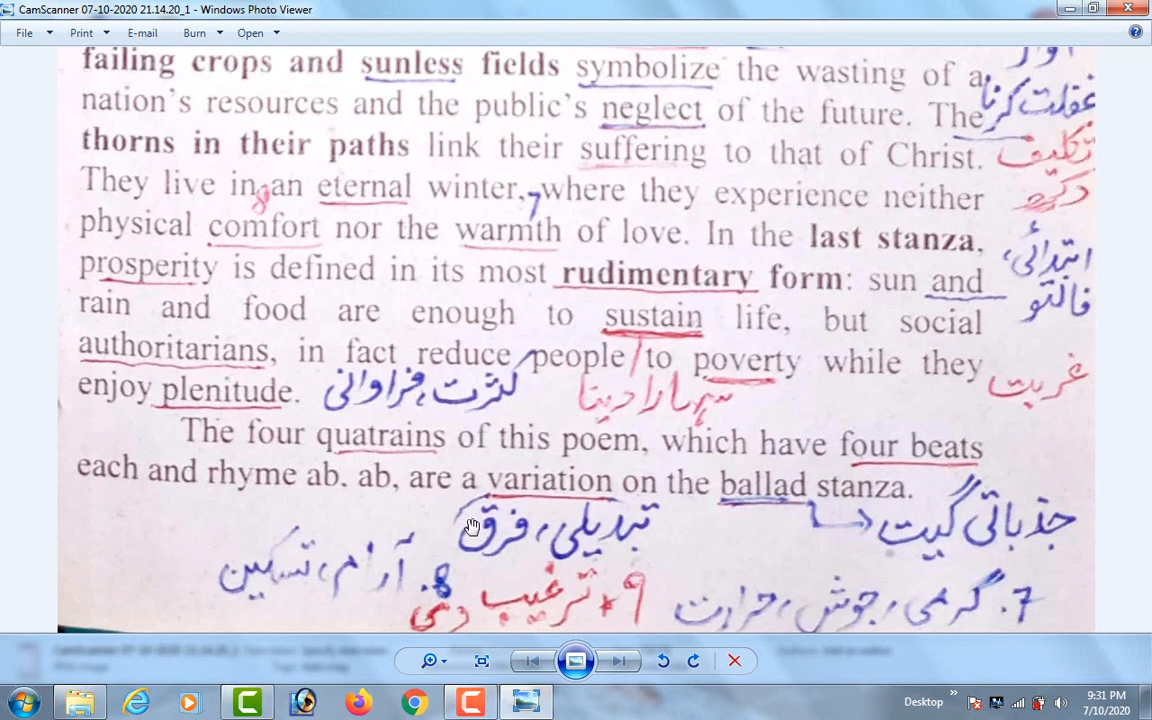 CamScanner 07-10-2020 21.14.20_1 - Windows Photo Viewer
File Print E-mail Burn Open
failing crops and sunless fields symbolize the wasting of a
nation's resources and the public's neglect of the future. The
غفلت کرنا
thorns in their paths link their suffering to that of Christ.
تکلیف
They live in an eternal winter, where they experience neither
دکھ
8
7
physical comfort nor the warmth of love. In the last stanza,
ابتدائی،
prosperity is defined in its most rudimentary form: sun and
فالتو
rain and food are enough to sustain life, but social
authoritarians, in fact reduce people/to poverty while they
غربت
enjoy plenitude.
کثرت، فراوانی
سہارا دینا
The four quatrains of this poem, which have four beats
each and rhyme ab. ab, are a variation on the ballad stanza.
تبدیلی، فرق
جذباتی گیت
8. آرام، تسکین
۹ ترغیب
7. گرمی، جوش، حرارت
Desktop
9:31 PM
7/10/2020